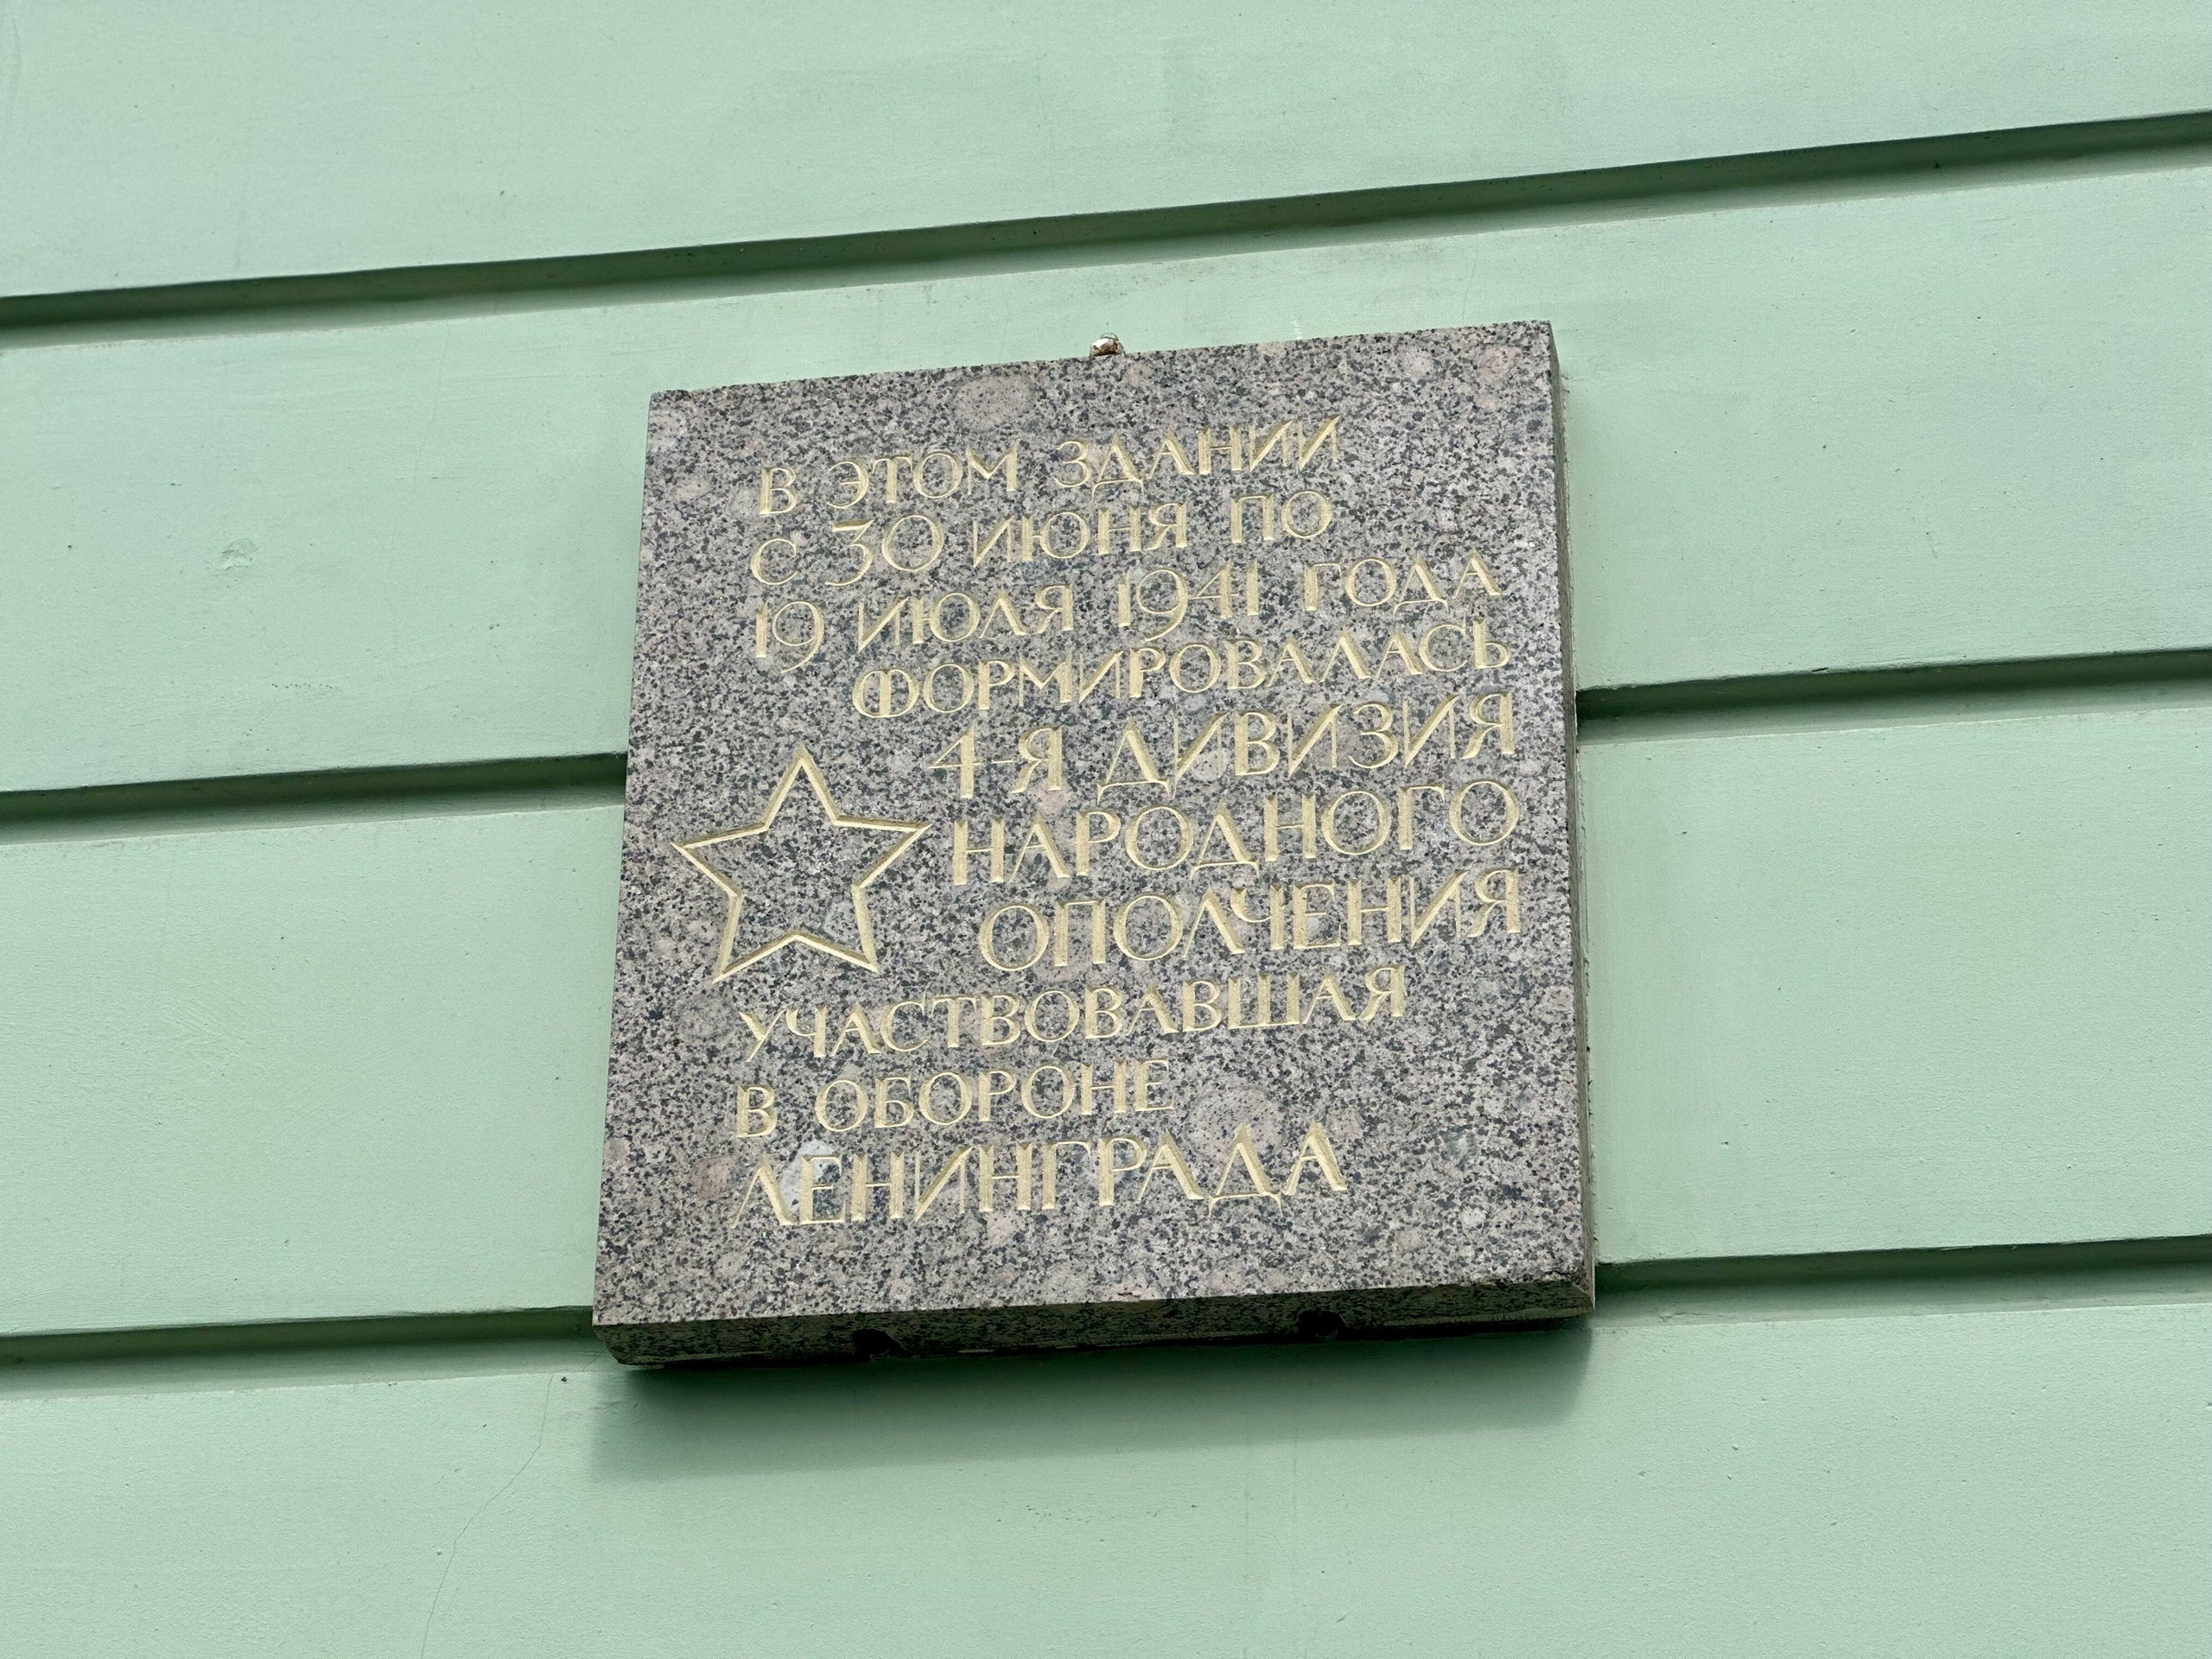 В ЭТОМ ЗДАНИИ
С 30 ИЮНЯ ПО
19 ИЮЛЯ 1941 ГОДА
ФОРМИРОВАЛАСЬ
4-Я ДИВИЗИЯ
НАРОДНОГО
ОПОЛЧЕНИЯ
УЧАСТВОВАВШАЯ
В ОБОРОНЕ
ЛЕНИНГРАДА